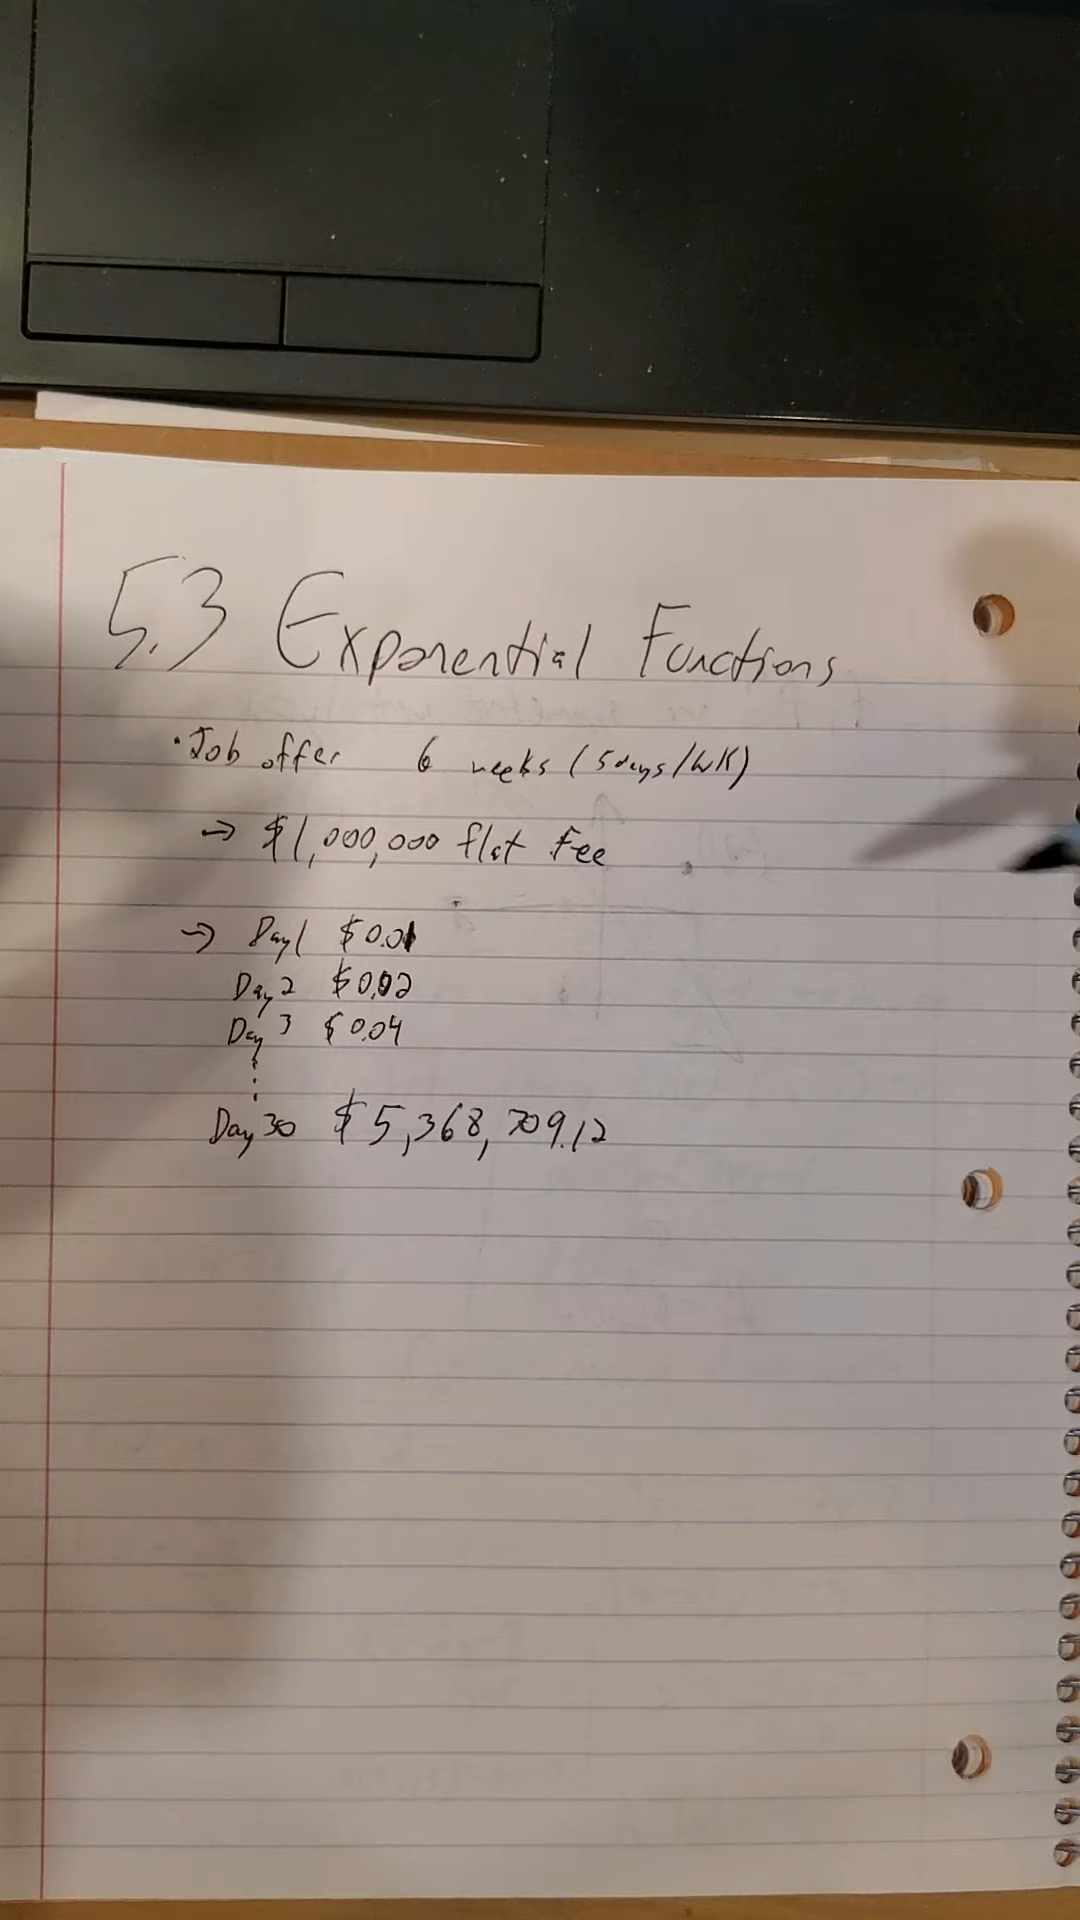 5.3 Exponential Functions
• Job offer 6 weeks (5days/WK)
→ $1,000,000 flat Fee
→ Day 1 $0.01
Day 2 $0.02
Day 3 $0.04
⋮
Day 30 $5,368,709.12